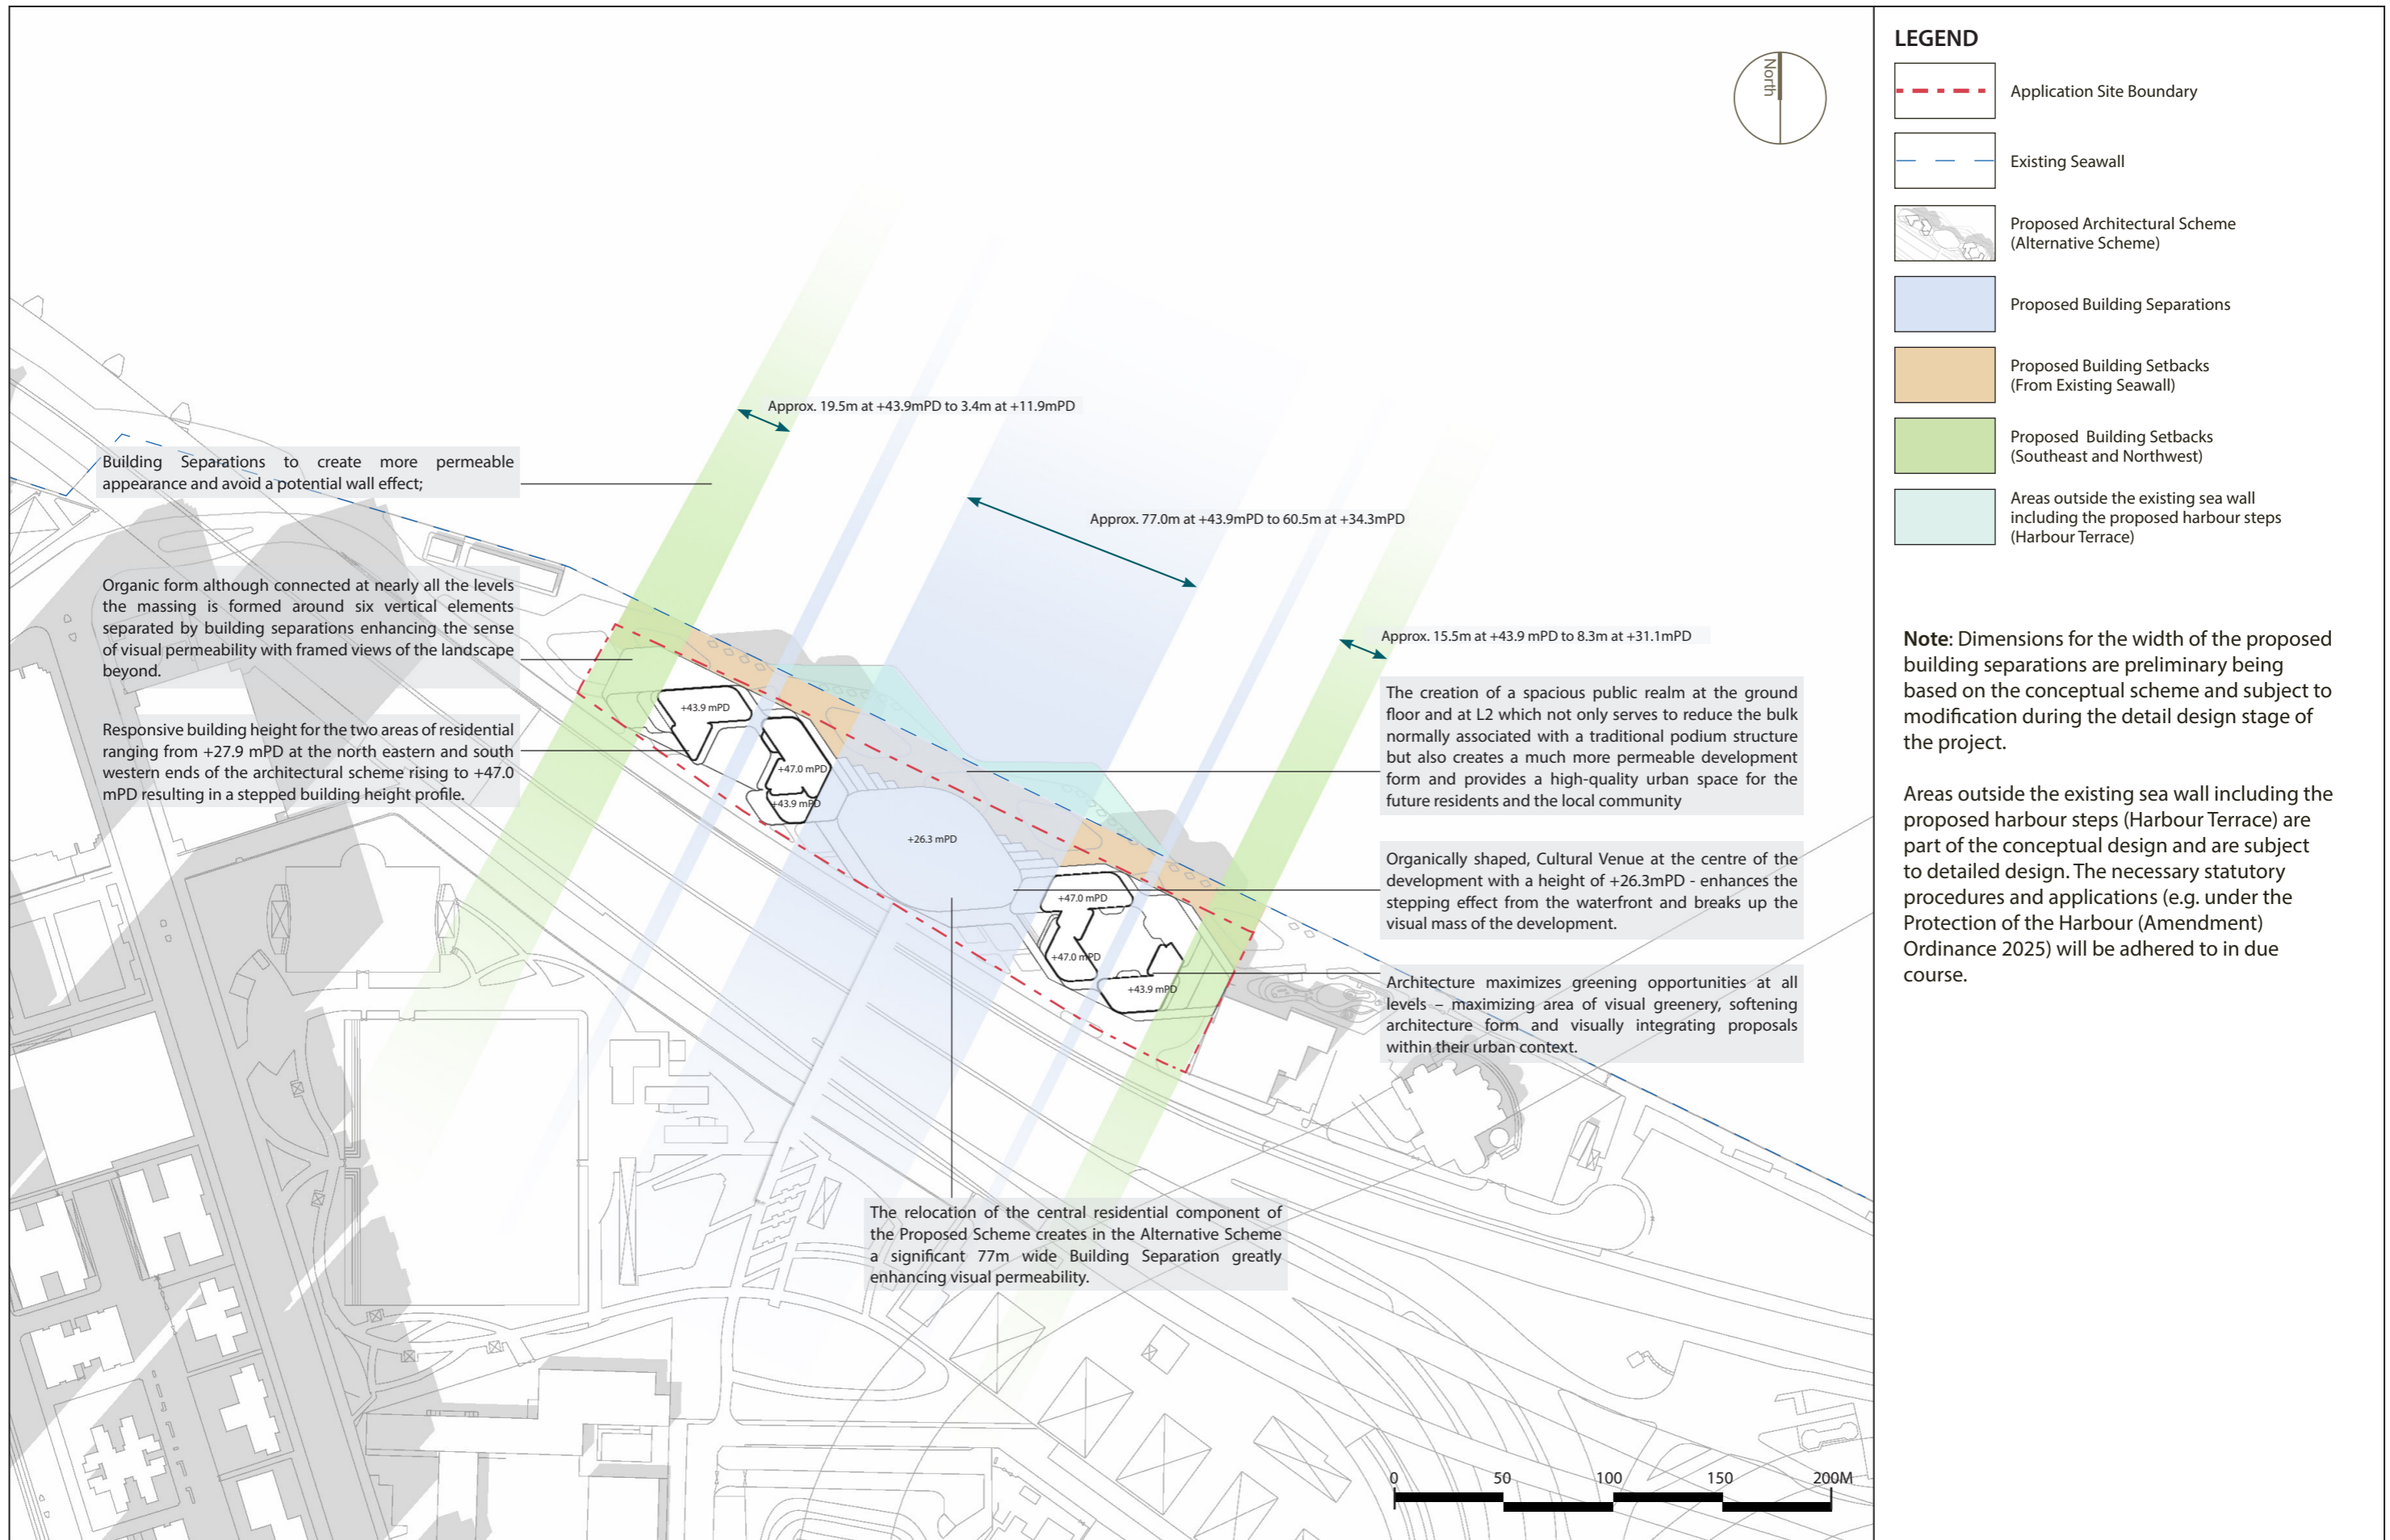 North
Approx. 19.5m at +43.9mPD to 3.4m at +11.9mPD
Building Separations to create more permeable
appearance and avoid a potential wall effect;
Approx. 77.0m at +43.9mPD to 60.5m at +34.3mPD
Organic form although connected at nearly all the levels
the massing is formed around six vertical elements
separated by building separations enhancing the sense
of visual permeability with framed views of the landscape
beyond.
Approx. 15.5m at +43.9 mPD to 8.3m at +31.1mPD
Responsive building height for the two areas of residential
ranging from +27.9 mPD at the north eastern and south
western ends of the architectural scheme rising to +47.0
mPD resulting in a stepped building height profile.
The creation of a spacious public realm at the ground
floor and at L2 which not only serves to reduce the bulk
normally associated with a traditional podium structure
but also creates a much more permeable development
form and provides a high-quality urban space for the
future residents and the local community
+43.9 mPD
+47.0 mPD
+43.9 mPD
+26.3 mPD
+47.0 mPD
+47.0 mPD
+43.9 mPD
Organically shaped, Cultural Venue at the centre of the
development with a height of +26.3mPD - enhances the
stepping effect from the waterfront and breaks up the
visual mass of the development.
Architecture maximizes greening opportunities at all
levels – maximizing area of visual greenery, softening
architecture form and visually integrating proposals
within their urban context.
The relocation of the central residential component of
the Proposed Scheme creates in the Alternative Scheme
a significant 77m wide Building Separation greatly
enhancing visual permeability.
0 50 100 150 200M
LEGEND
Application Site Boundary
Existing Seawall
Proposed Architectural Scheme
(Alternative Scheme)
Proposed Building Separations
Proposed Building Setbacks
(From Existing Seawall)
Proposed Building Setbacks
(Southeast and Northwest)
Areas outside the existing sea wall
including the proposed harbour steps
(Harbour Terrace)
Note: Dimensions for the width of the proposed
building separations are preliminary being
based on the conceptual scheme and subject to
modification during the detail design stage of
the project.
Areas outside the existing sea wall including the
proposed harbour steps (Harbour Terrace) are
part of the conceptual design and are subject
to detailed design. The necessary statutory
procedures and applications (e.g. under the
Protection of the Harbour (Amendment)
Ordinance 2025) will be adhered to in due
course.